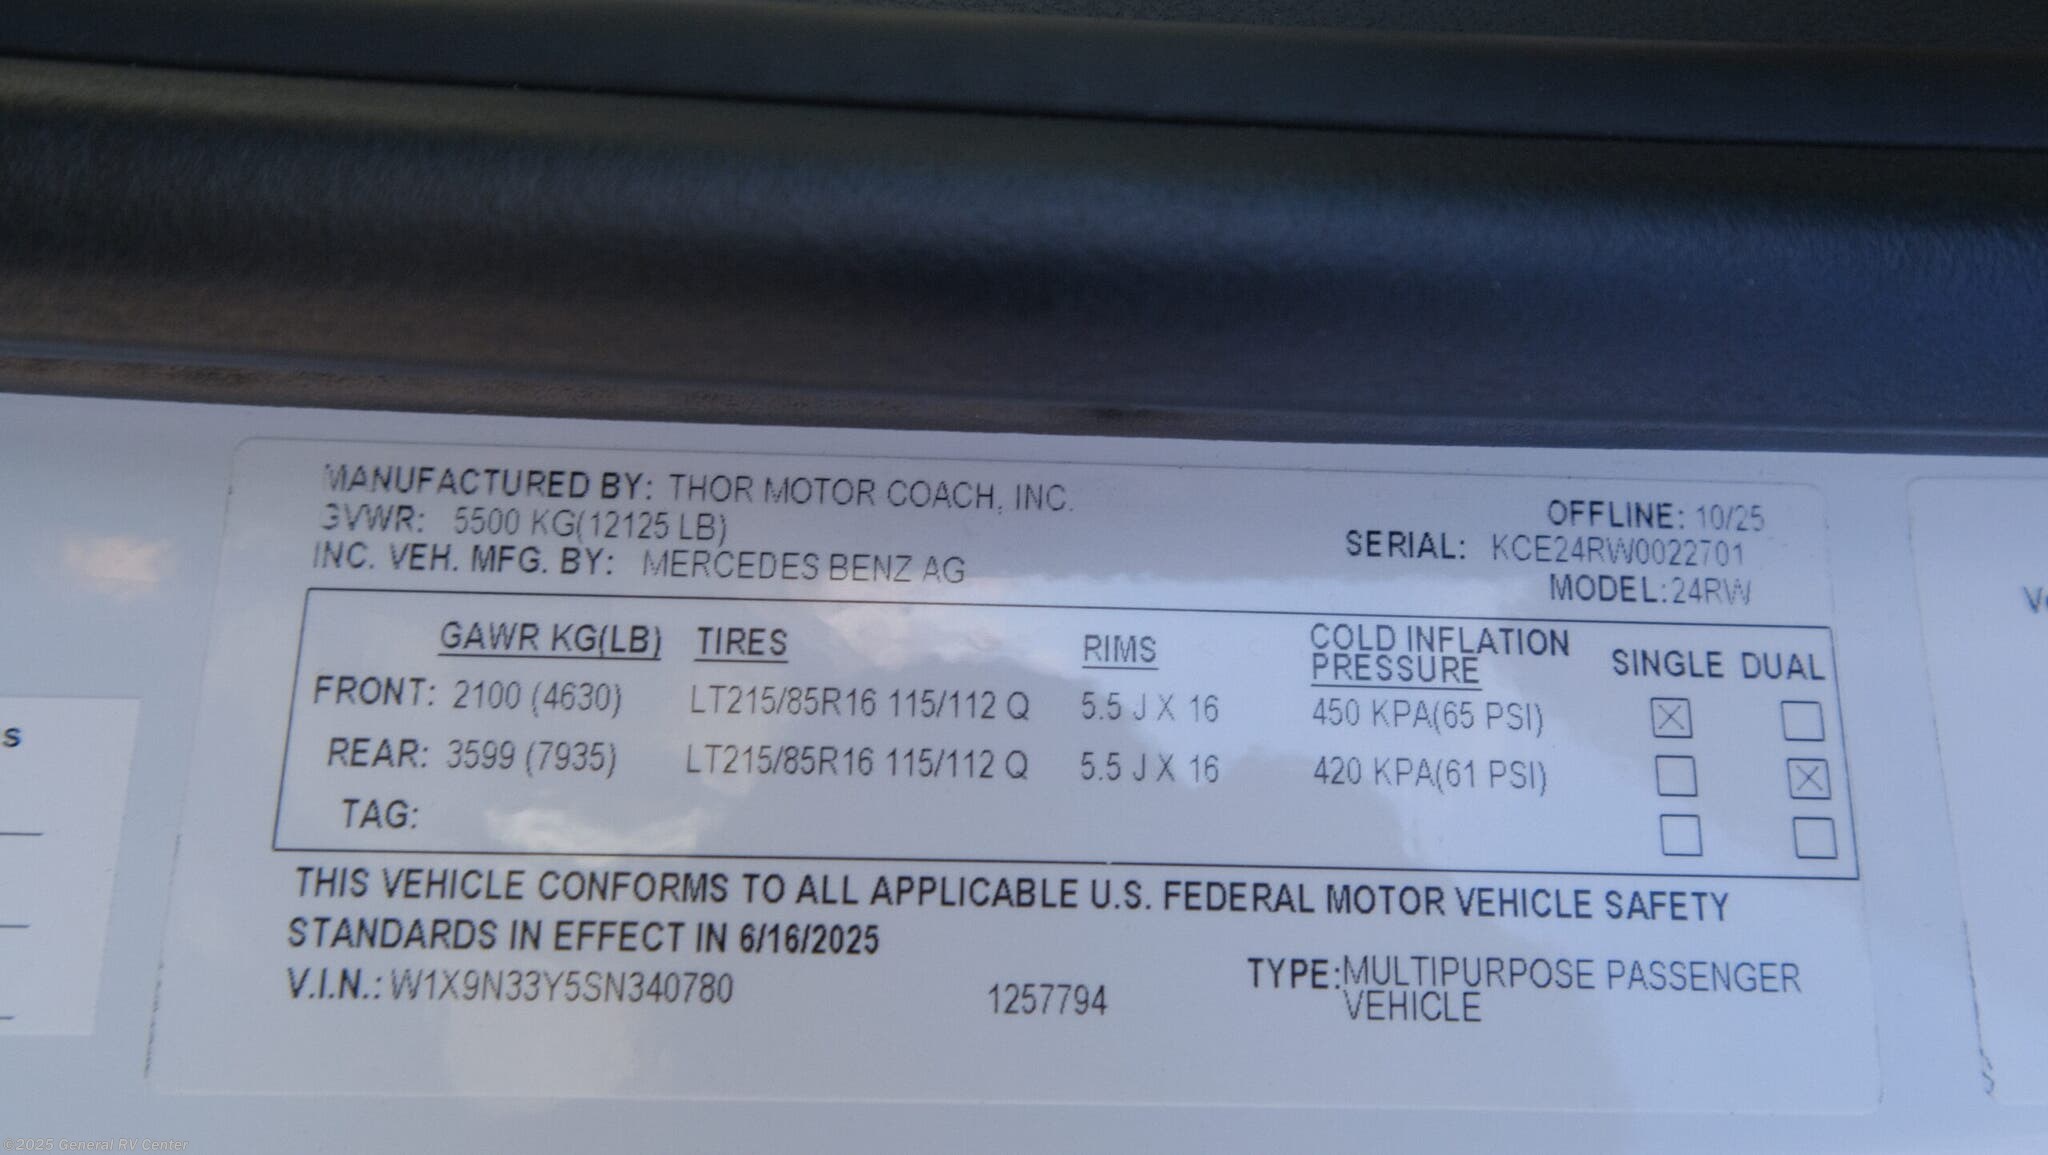 MANUFACTURED BY: THOR MOTOR COACH, INC.
OFFLINE: 10/25
GVWR: 5500 KG(12125 LB)
SERIAL: KCE24RW0022701
INC. VEH. MFG. BY: MERCEDES BENZ AG
MODEL:24RW
GAWR KG(LB) TIRES RIMS COLD INFLATION PRESSURE SINGLE DUAL
FRONT: 2100 (4630) LT215/85R16 115/112 Q 5.5 J X 16 450 KPA(65 PSI) ☒ ☐
REAR: 3599 (7935) LT215/85R16 115/112 Q 5.5 J X 16 420 KPA(61 PSI) ☐ ☒
TAG: ☐ ☐
THIS VEHICLE CONFORMS TO ALL APPLICABLE U.S. FEDERAL MOTOR VEHICLE SAFETY
STANDARDS IN EFFECT IN 6/16/2025
V.I.N.: W1X9N33Y5SN340780 1257794 TYPE:MULTIPURPOSE PASSENGER
VEHICLE
©2025 General RV Center